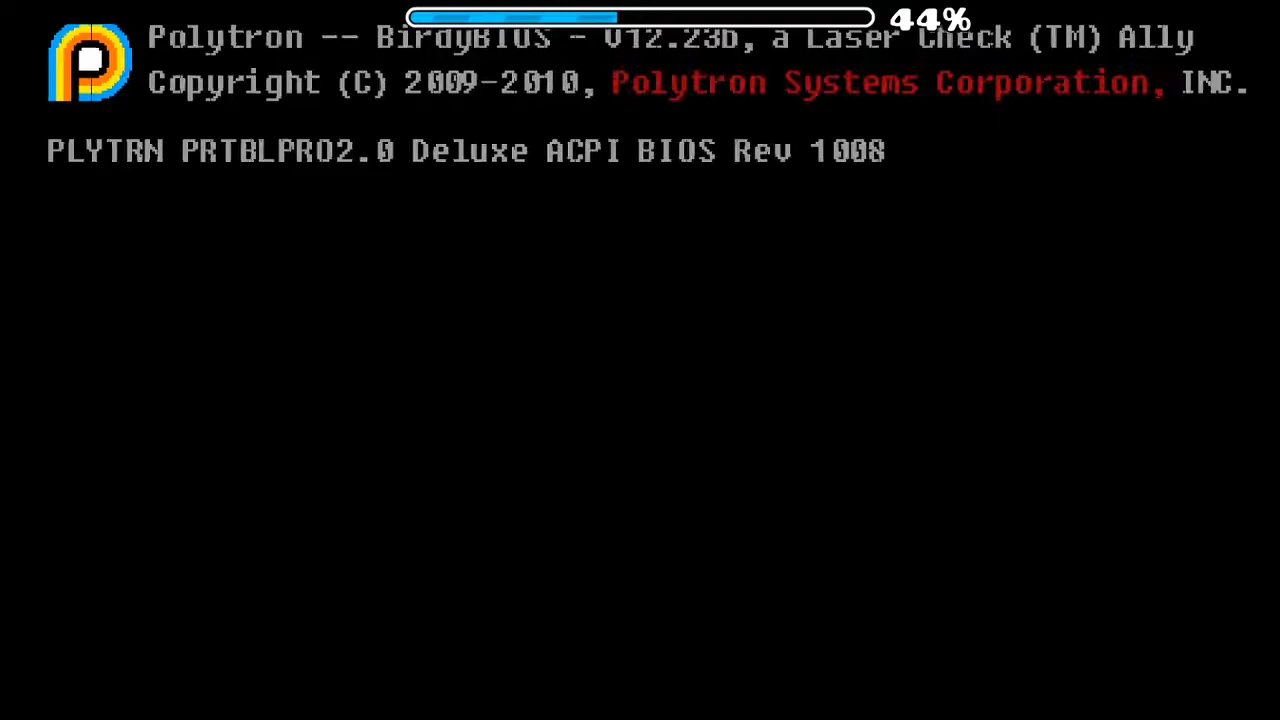 44%
Polytron -- BirdyBIOS - V12.23b, a Laser Check (TM) Ally
Copyright (C) 2009-2010, Polytron Systems Corporation, INC.
PLYTRN PRTBLPRO2.0 Deluxe ACPI BIOS Rev 1008